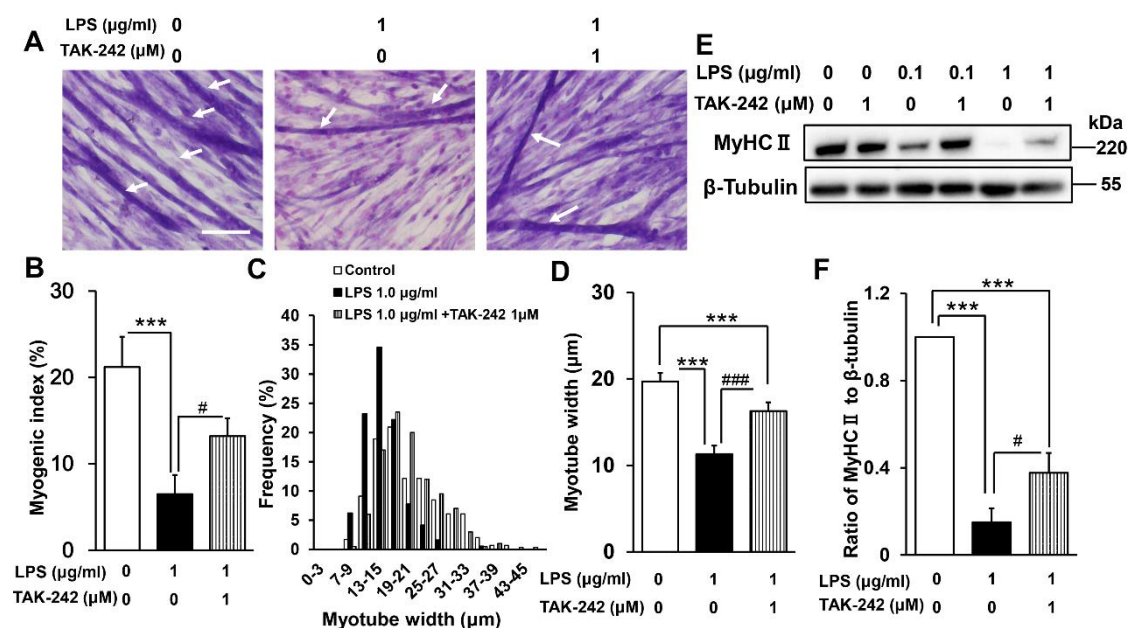 A
LPS (μg/ml) 0 1 1
TAK-242 (μM) 0 0 1
B
Myogenic index (%)
30
20
10
0
***
#
LPS (μg/ml) 0 1 1
TAK-242 (μM) 0 0 1
C
Control
LPS 1.0 μg/ml
LPS 1.0 μg/ml +TAK-242 1μM
Frequency (%)
40
35
30
25
20
15
10
5
0
0-3 7-9 13-15 19-21 25-27 31-33 37-39 43-45
Myotube width (μm)
D
Myotube width (μm)
30
20
10
0
***
***
###
LPS (μg/ml) 0 1 1
TAK-242 (μM) 0 0 1
E
LPS (μg/ml) 0 0 0.1 0.1 1 1
TAK-242 (μM) 0 1 0 1 0 1
kDa
MyHC Ⅱ 220
β-Tubulin 55
F
Ratio of MyHC Ⅱ to β-tubulin
1.2
0.8
0.4
0
***
***
#
LPS (μg/ml) 0 1 1
TAK-242 (μM) 0 0 1